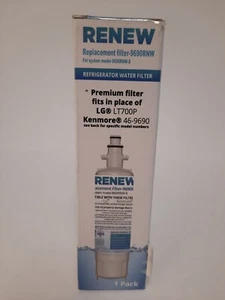 RENEW
Replacement filter-9690RNW
REFRIGERATOR WATER FILTER
* Premium filter
fits in place of
LG® LT700P
Kenmore® 46-9690
see back for specific model numbers
RENEW
1 Pack